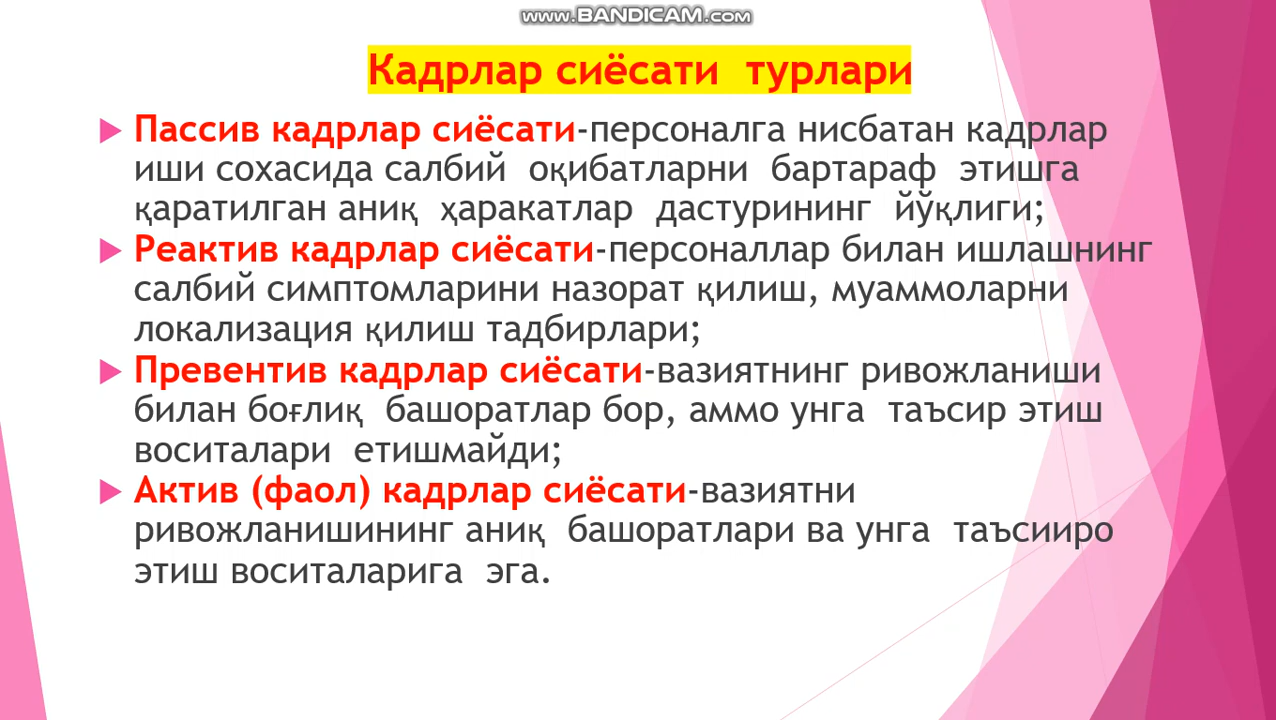 www.BANDICAM.com
Кадрлар сиёсати турлари
Пассив кадрлар сиёсати-персоналга нисбатан кадрлар
иши сохасида салбий оқибатларни бартараф этишга
қаратилган аниқ ҳаракатлар дастурининг йўқлиги;
Реактив кадрлар сиёсати-персоналлар билан ишлашнинг
салбий симптомларини назорат қилиш, муаммоларни
локализация қилиш тадбирлари;
Превентив кадрлар сиёсати-вазиятнинг ривожланиши
билан боғлиқ башоратлар бор, аммо унга таъсир этиш
воситалари етишмайди;
Актив (фаол) кадрлар сиёсати-вазиятни
ривожланишининг аниқ башоратлари ва унга таъсииро
этиш воситаларига эга.